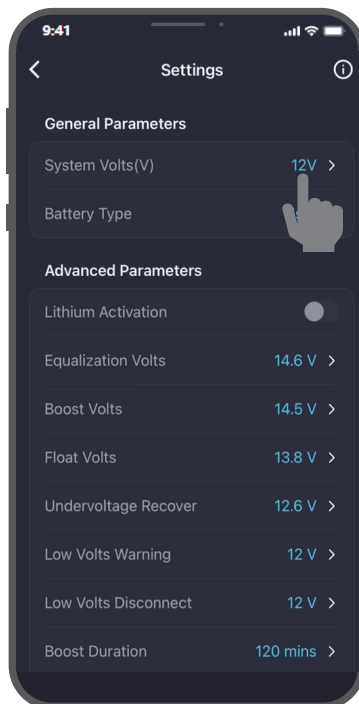 9:41
Settings
General Parameters
System Volts(V) 12V
Battery Type
Advanced Parameters
Lithium Activation
Equalization Volts 14.6 V
Boost Volts 14.5 V
Float Volts 13.8 V
Undervoltage Recover 12.6 V
Low Volts Warning 12 V
Low Volts Disconnect 12 V
Boost Duration 120 mins